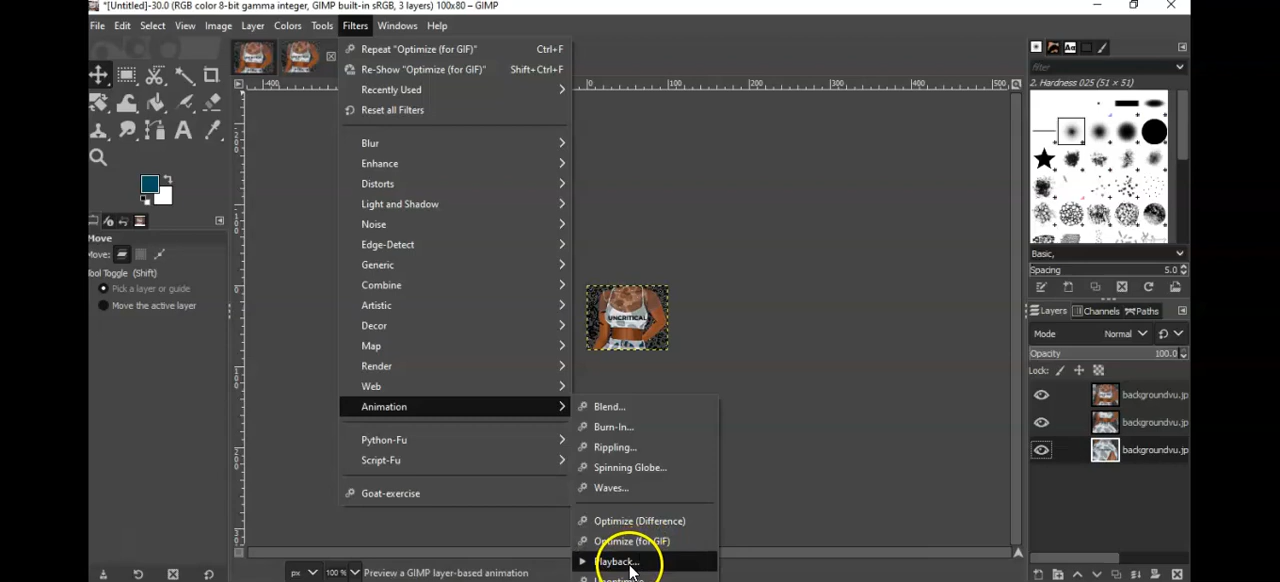 *[Untitled]-30.0 (RGB color 8-bit gamma integer, GIMP built-in sRGB, 3 layers) 100x80 – GIMP
File Edit Select View Image Layer Colors Tools Filters Windows Help
Repeat "Optimize (for GIF)" Ctrl+F
Re-Show "Optimize (for GIF)" Shift+Ctrl+F
Recently Used
Reset all Filters
Blur
Enhance
Distorts
Light and Shadow
Noise
Edge-Detect
Generic
Combine
Artistic
Decor
Map
Render
Web
Animation
Python-Fu
Script-Fu
Goat-exercise
Blend...
Burn-In...
Rippling...
Spinning Globe...
Waves...
Optimize (Difference)
Optimize (for GIF)
Playback...
Move
Move:
Tool Toggle (Shift)
Pick a layer or guide
Move the active layer
UNCRITICAL
px 100 % Preview a GIMP layer-based animation
filter
2. Hardness 025 (51 × 51)
Basic,
Spacing 5.0
Layers Channels Paths
Mode Normal
Opacity 100.0
Lock:
backgroundvu.jp
backgroundvu.jp
backgroundvu.jp